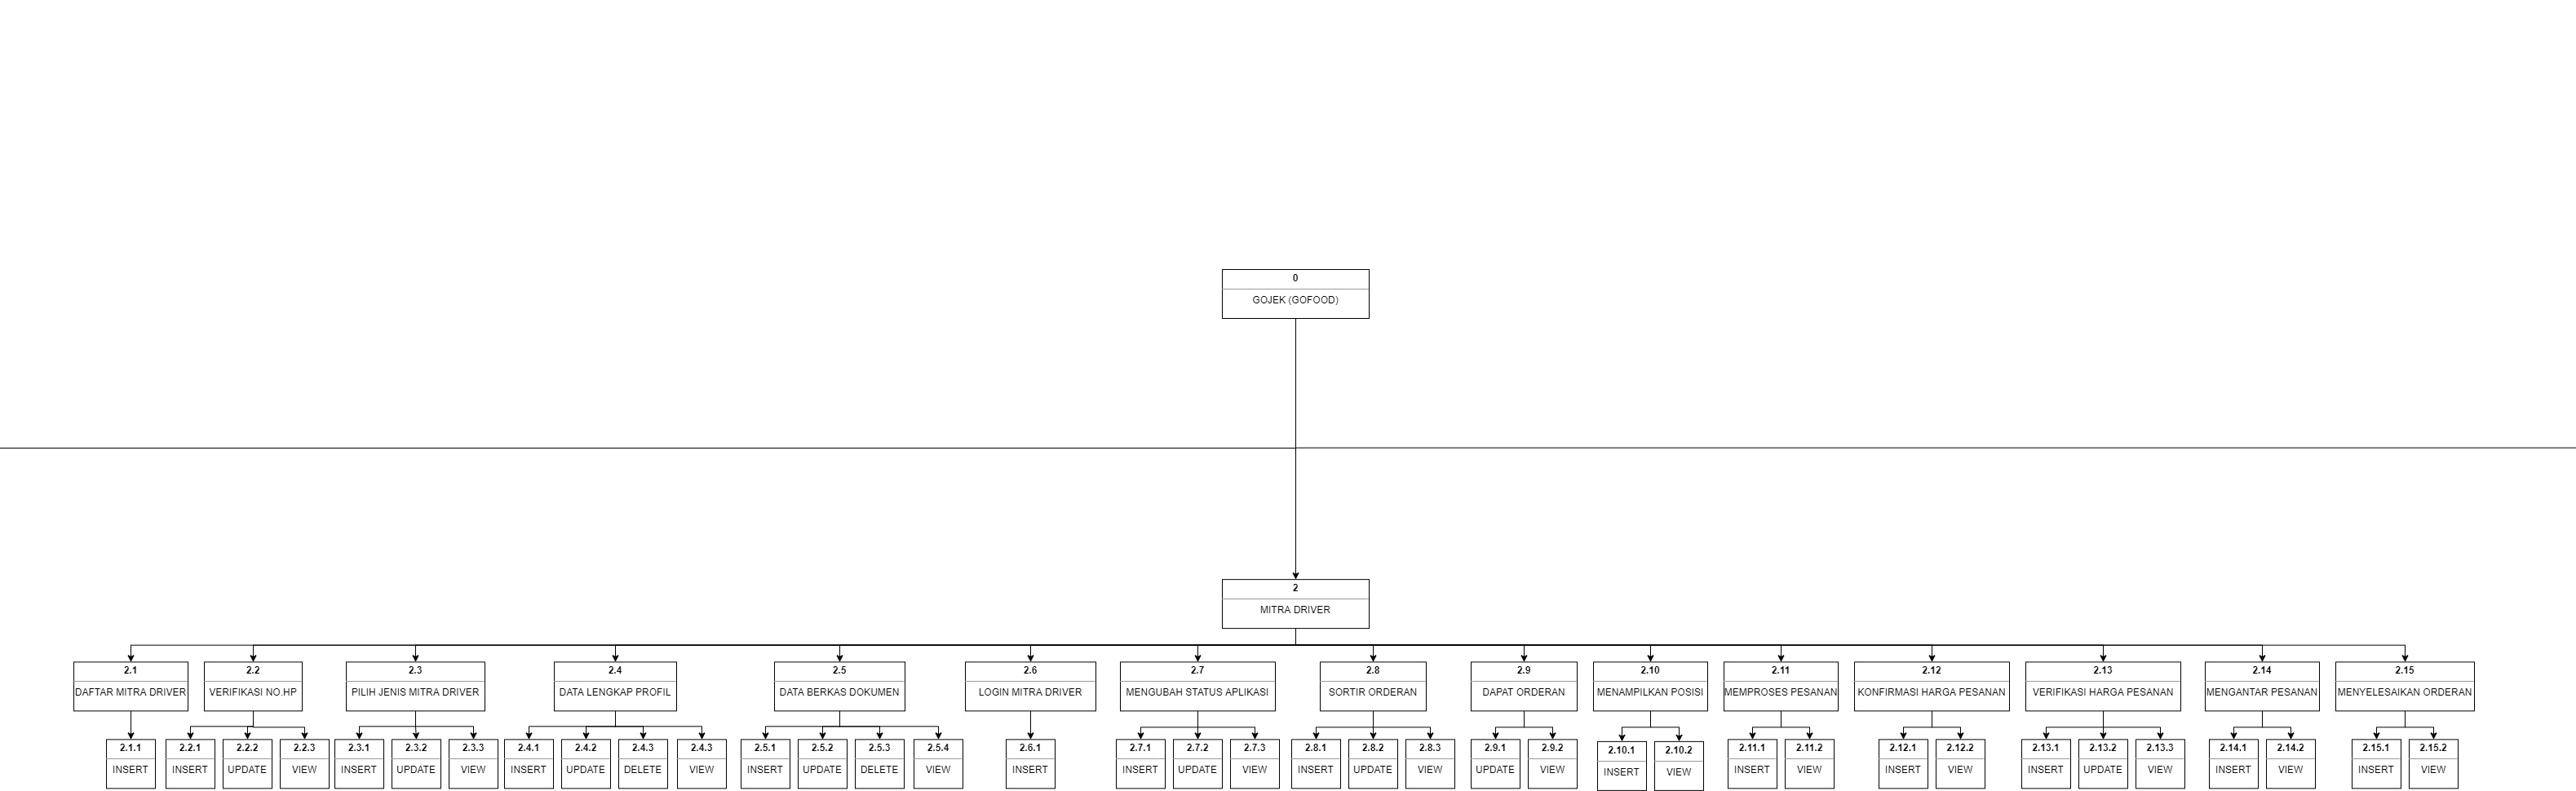 0
GOJEK (GOFOOD)
2
MITRA DRIVER
2.1
DAFTAR MITRA DRIVER
2.2
VERIFIKASI NO.HP
2.3
PILIH JENIS MITRA DRIVER
2.4
DATA LENGKAP PROFIL
2.5
DATA BERKAS DOKUMEN
2.6
LOGIN MITRA DRIVER
2.7
MENGUBAH STATUS APLIKASI
2.8
SORTIR ORDERAN
2.9
DAPAT ORDERAN
2.10
MENAMPILKAN POSISI
2.11
MEMPROSES PESANAN
2.12
KONFIRMASI HARGA PESANAN
2.13
VERIFIKASI HARGA PESANAN
2.14
MENGANTAR PESANAN
2.15
MENYELESAIKAN ORDERAN
2.1.1
INSERT
2.2.1
INSERT
2.2.2
UPDATE
2.2.3
VIEW
2.3.1
INSERT
2.3.2
UPDATE
2.3.3
VIEW
2.4.1
INSERT
2.4.2
UPDATE
2.4.3
DELETE
2.4.3
VIEW
2.5.1
INSERT
2.5.2
UPDATE
2.5.3
DELETE
2.5.4
VIEW
2.6.1
INSERT
2.7.1
INSERT
2.7.2
UPDATE
2.7.3
VIEW
2.8.1
INSERT
2.8.2
UPDATE
2.8.3
VIEW
2.9.1
UPDATE
2.9.2
VIEW
2.10.1
INSERT
2.10.2
VIEW
2.11.1
INSERT
2.11.2
VIEW
2.12.1
INSERT
2.12.2
VIEW
2.13.1
INSERT
2.13.2
UPDATE
2.13.3
VIEW
2.14.1
INSERT
2.14.2
VIEW
2.15.1
INSERT
2.15.2
VIEW